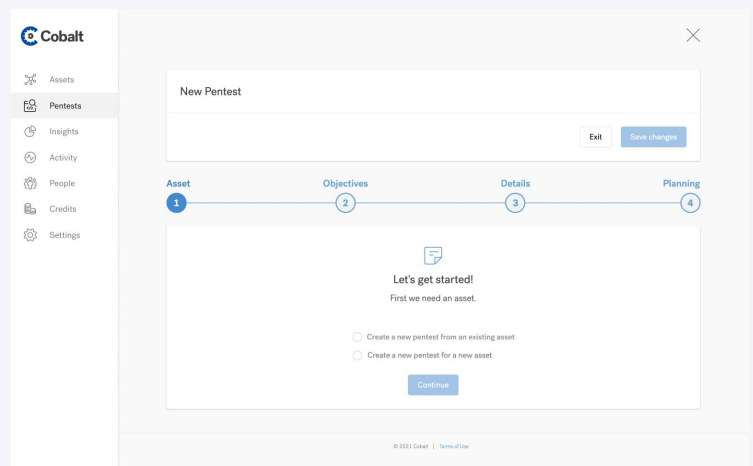 Cobalt
Assets
Pentests
Insights
Activity
People
Credits
Settings
New Pentest
Exit
Save changes
Asset
Objectives
Details
Planning
1
2
3
4
Let's get started!
First we need an asset.
Create a new pentest from an existing asset
Create a new pentest for a new asset
Continue
© 2021 Cobalt | Terms of Use